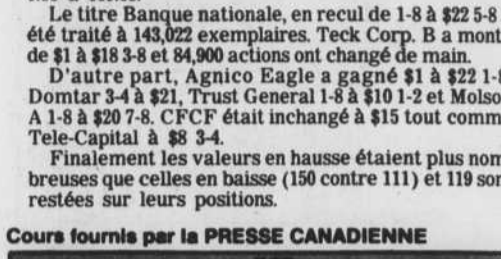 Le titre Banque nationale, en recul de 1-8 à $22 5-8
été traité à 143,022 exemplaires. Teck Corp. B a mont
de $1 à $18 3-8 et 84,900 actions ont changé de main.
D'autre part, Agnico Eagle a gagné $1 à $22 1-8
Domtar 3-4 à $21, Trust General 1-8 à $10 1-2 et Molso
A 1-8 à $20 7-8. CFCF était inchangé à $15 tout comm
Tele-Capital à $8 3-4.
Finalement les valeurs en hausse étaient plus nom
breuses que celles en baisse (150 contre 111) et 119 son
restées sur leurs positions.
Cours fournis par la PRESSE CANADIENNE